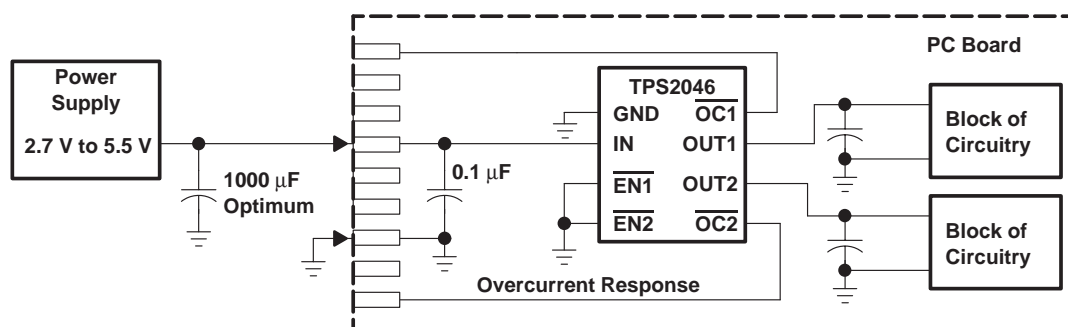 PC Board
Power
Supply
2.7 V to 5.5 V
1000 μF
Optimum
0.1 μF
TPS2046
GND
IN
EN1
EN2
OC1
OUT1
OUT2
OC2
Overcurrent Response
Block of
Circuitry
Block of
Circuitry